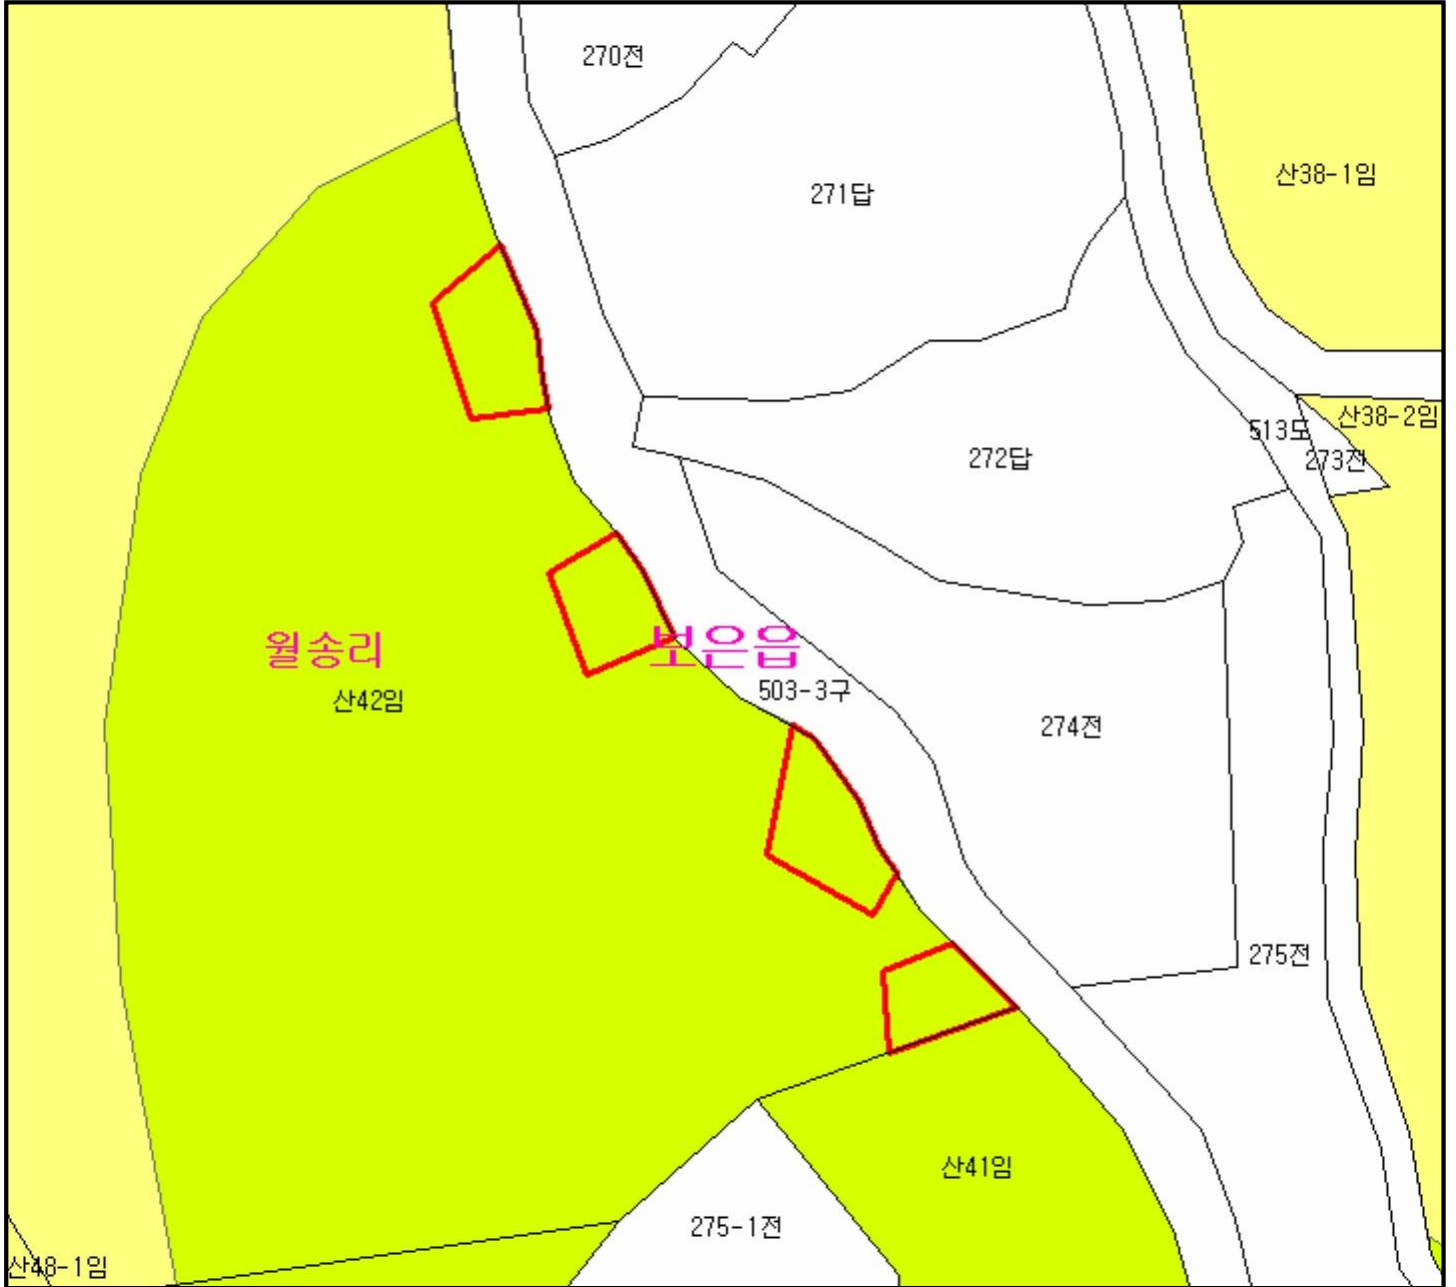 270전
산38-1임
271답
산38-2임
513도
273전
272답
월송리
보은읍
산42임
503-3구
274전
275전
산41임
275-1전
산48-1임